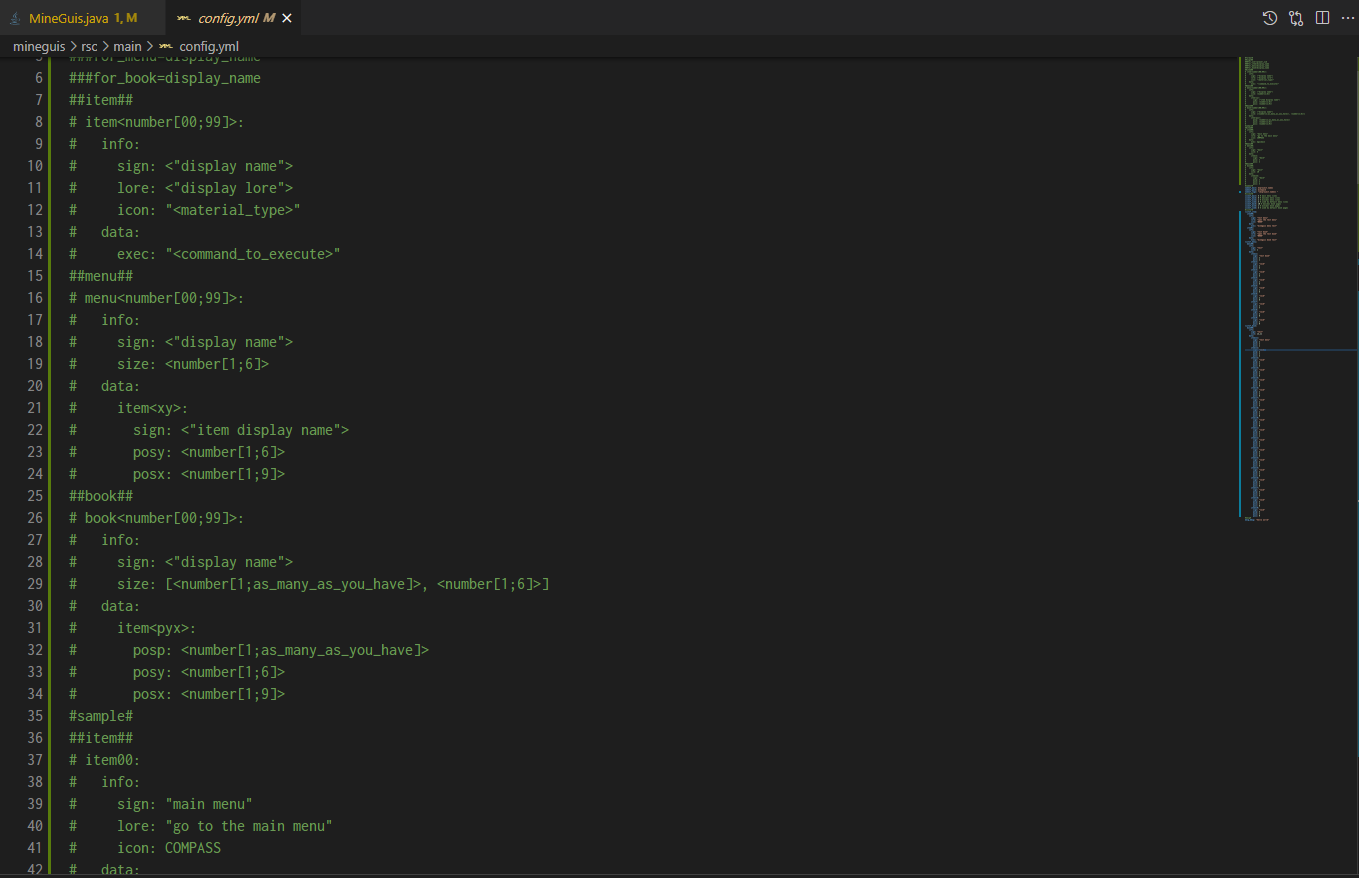 MineGuis.java 1, M
config.yml M
mineguis > rsc > main > config.yml
5 ###for_menu=display_name
6 ###for_book=display_name
7 ##item##
8 # item<number[00;99]>:
9 #   info:
10 #     sign: <"display name">
11 #     lore: <"display lore">
12 #     icon: "<material_type>"
13 #   data:
14 #     exec: "<command_to_execute>"
15 ##menu##
16 # menu<number[00;99]>:
17 #   info:
18 #     sign: <"display name">
19 #     size: <number[1;6]>
20 #   data:
21 #     item<xy>:
22 #       sign: <"item display name">
23 #       posy: <number[1;6]>
24 #       posx: <number[1;9]>
25 ##book##
26 # book<number[00;99]>:
27 #   info:
28 #     sign: <"display name">
29 #     size: [<number[1;as_many_as_you_have]>, <number[1;6]>]
30 #   data:
31 #     item<pyx>:
32 #       posp: <number[1;as_many_as_you_have]>
33 #       posy: <number[1;6]>
34 #       posx: <number[1;9]>
35 #sample#
36 ##item##
37 # item00:
38 #   info:
39 #     sign: "main menu"
40 #     lore: "go to the main menu"
41 #     icon: COMPASS
42 #   data: